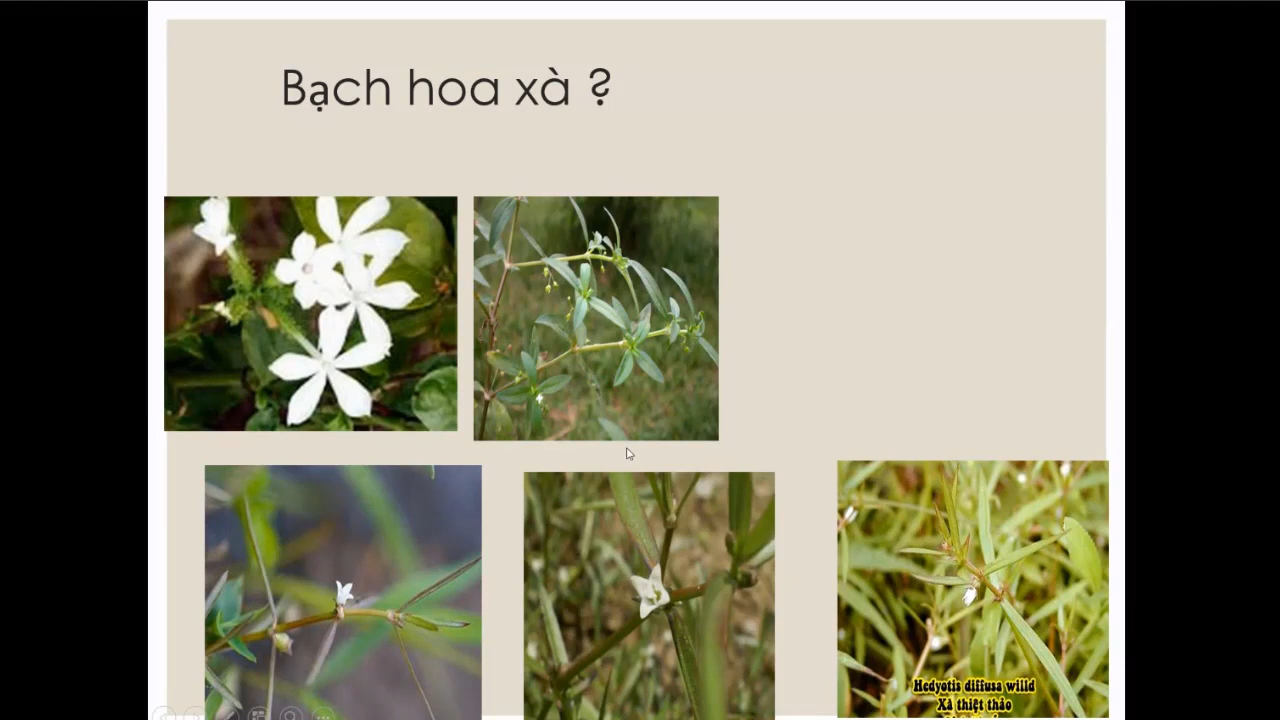 Bạch hoa xà ?
Hedyotis diffusa willd
Xà thiệt thảo